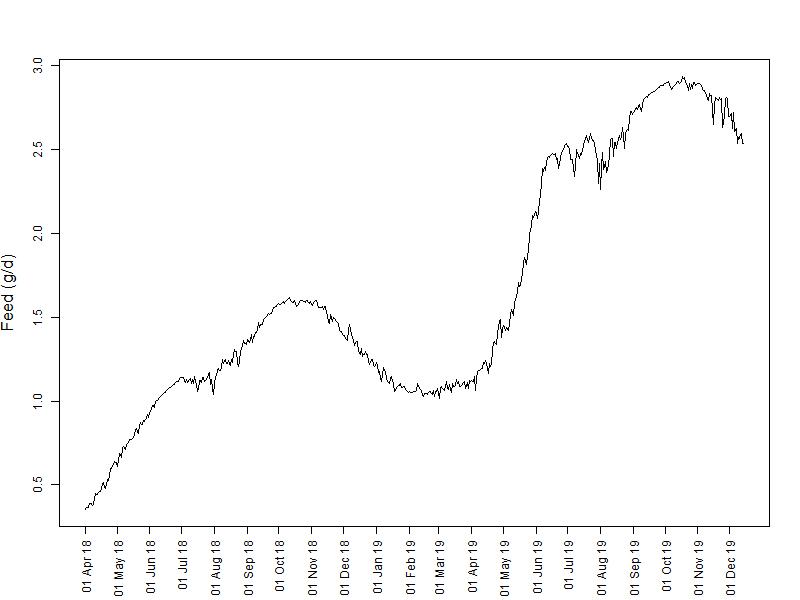 Feed (g/d)
3.0
2.5
2.0
1.5
1.0
0.5
01 Apr 18
01 May 18
01 Jun 18
01 Jul 18
01 Aug 18
01 Sep 18
01 Oct 18
01 Nov 18
01 Dec 18
01 Jan 19
01 Feb 19
01 Mar 19
01 Apr 19
01 May 19
01 Jun 19
01 Jul 19
01 Aug 19
01 Sep 19
01 Oct 19
01 Nov 19
01 Dec 19